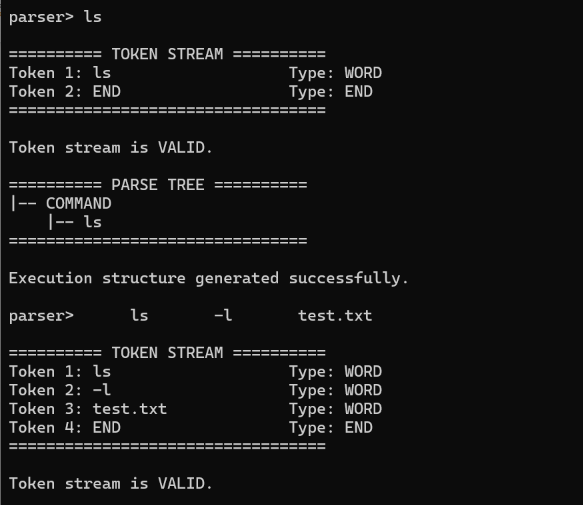 parser> ls
========== TOKEN STREAM ==========
Token 1: ls                   Type: WORD
Token 2: END                  Type: END
==================================
Token stream is VALID.
========== PARSE TREE ==========
|-- COMMAND
    |-- ls
================================
Execution structure generated successfully.
parser>      ls       -l       test.txt
========== TOKEN STREAM ==========
Token 1: ls                   Type: WORD
Token 2: -l                   Type: WORD
Token 3: test.txt             Type: WORD
Token 4: END                  Type: END
==================================
Token stream is VALID.